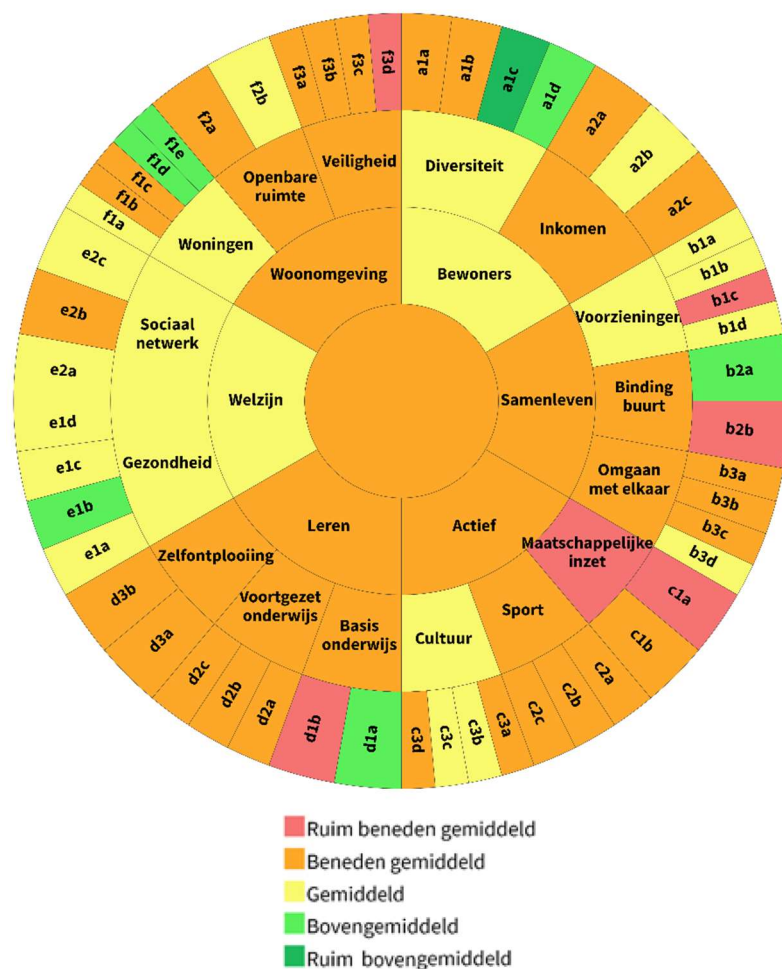 a1a
a1b
a1c
a1d
a2a
a2b
a2c
b1a
b1b
b1c
b1d
b2a
b2b
b3a
b3b
b3c
b3d
c1a
c1b
c2a
c2b
c2c
c3a
c3b
c3c
c3d
d1a
d1b
d2a
d2b
d2c
d3a
d3b
e1a
e1b
e1c
e1d
e2a
e2b
e2c
f1a
f1b
f1c
f1d
f1e
f2a
f2b
f3a
f3b
f3c
f3d
Diversiteit
Inkomen
Voorzieningen
Binding
buurt
Omgaan
met elkaar
Maatschappelijke
inzet
Sport
Cultuur
Basis
onderwijs
Voortgezet
onderwijs
Zelfontplooiing
Gezondheid
Sociaal
netwerk
Woningen
Openbare
ruimte
Veiligheid
Bewoners
Samenleven
Actief
Leren
Welzijn
Woonomgeving
Ruim beneden gemiddeld
Beneden gemiddeld
Gemiddeld
Bovengemiddeld
Ruim bovengemiddeld